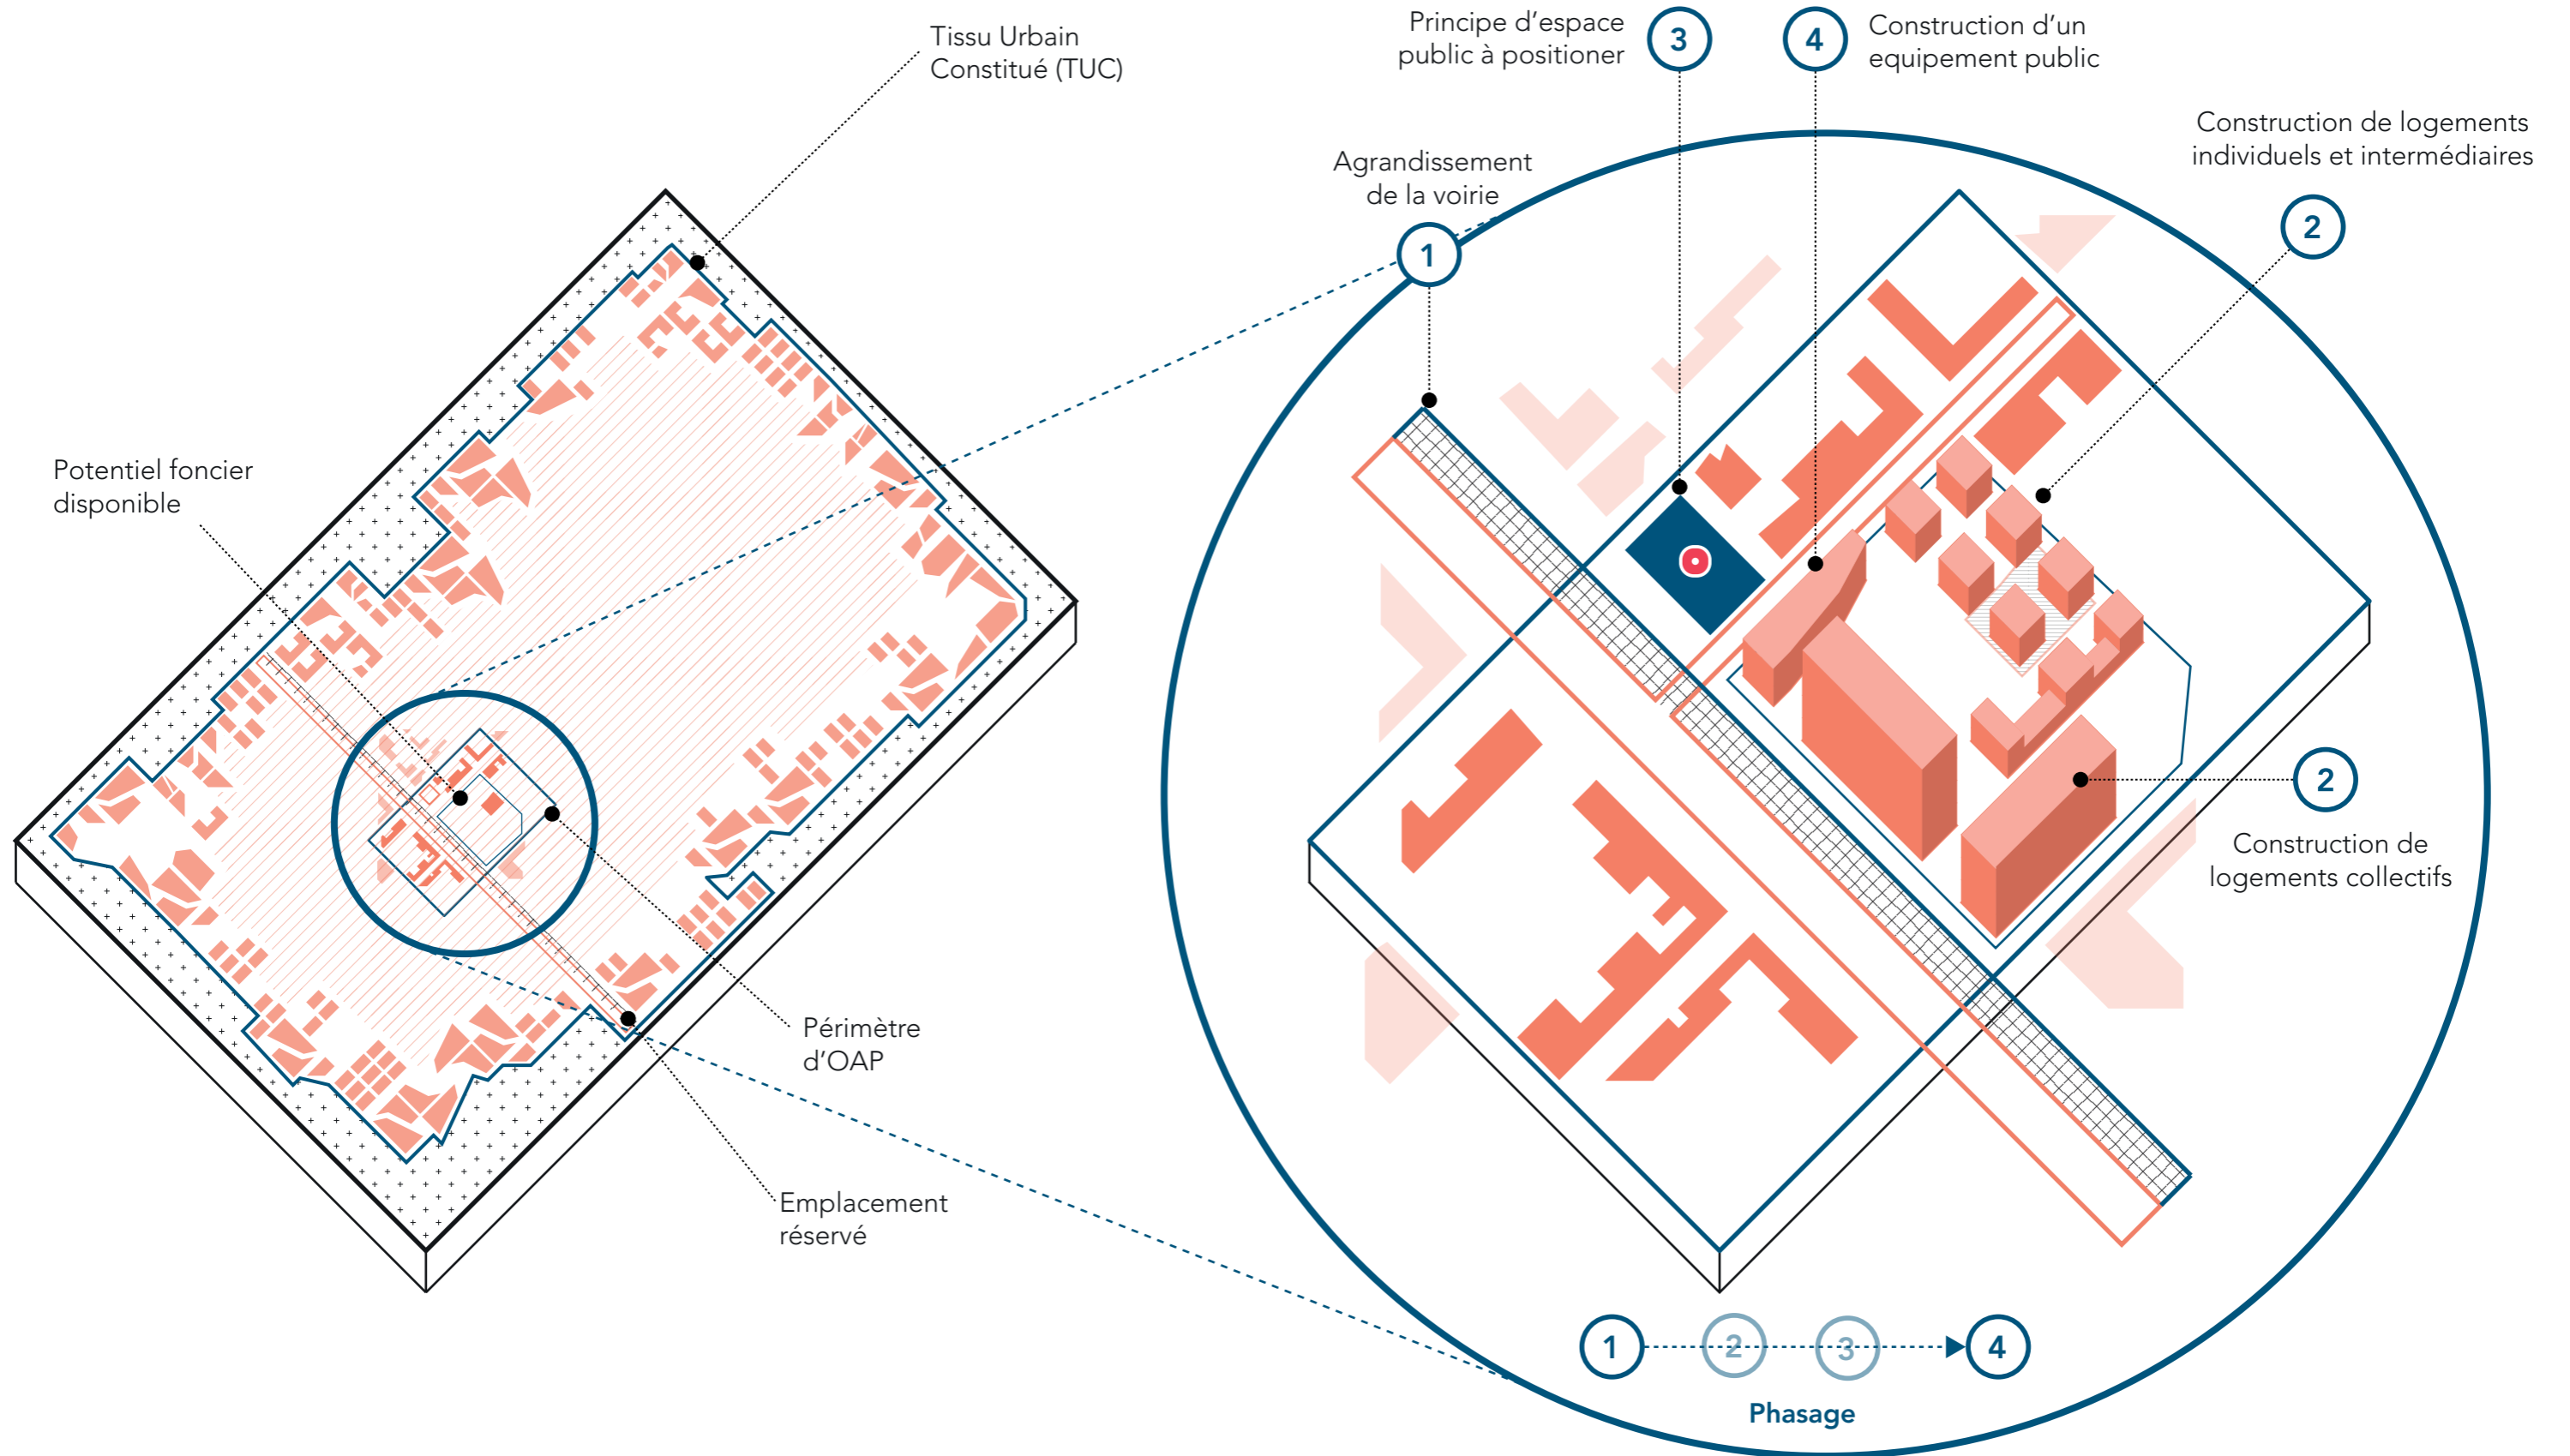 Tissu Urbain
Constitué (TUC)
Potentiel foncier
disponible
Périmètre
d'OAP
Emplacement
réservé
Principe d'espace
public à positioner
3
4
Construction d'un
equipement public
Agrandissement
de la voirie
1
Construction de logements
individuels et intermédiaires
2
2
Construction de
logements collectifs
1
2
3
4
Phasage